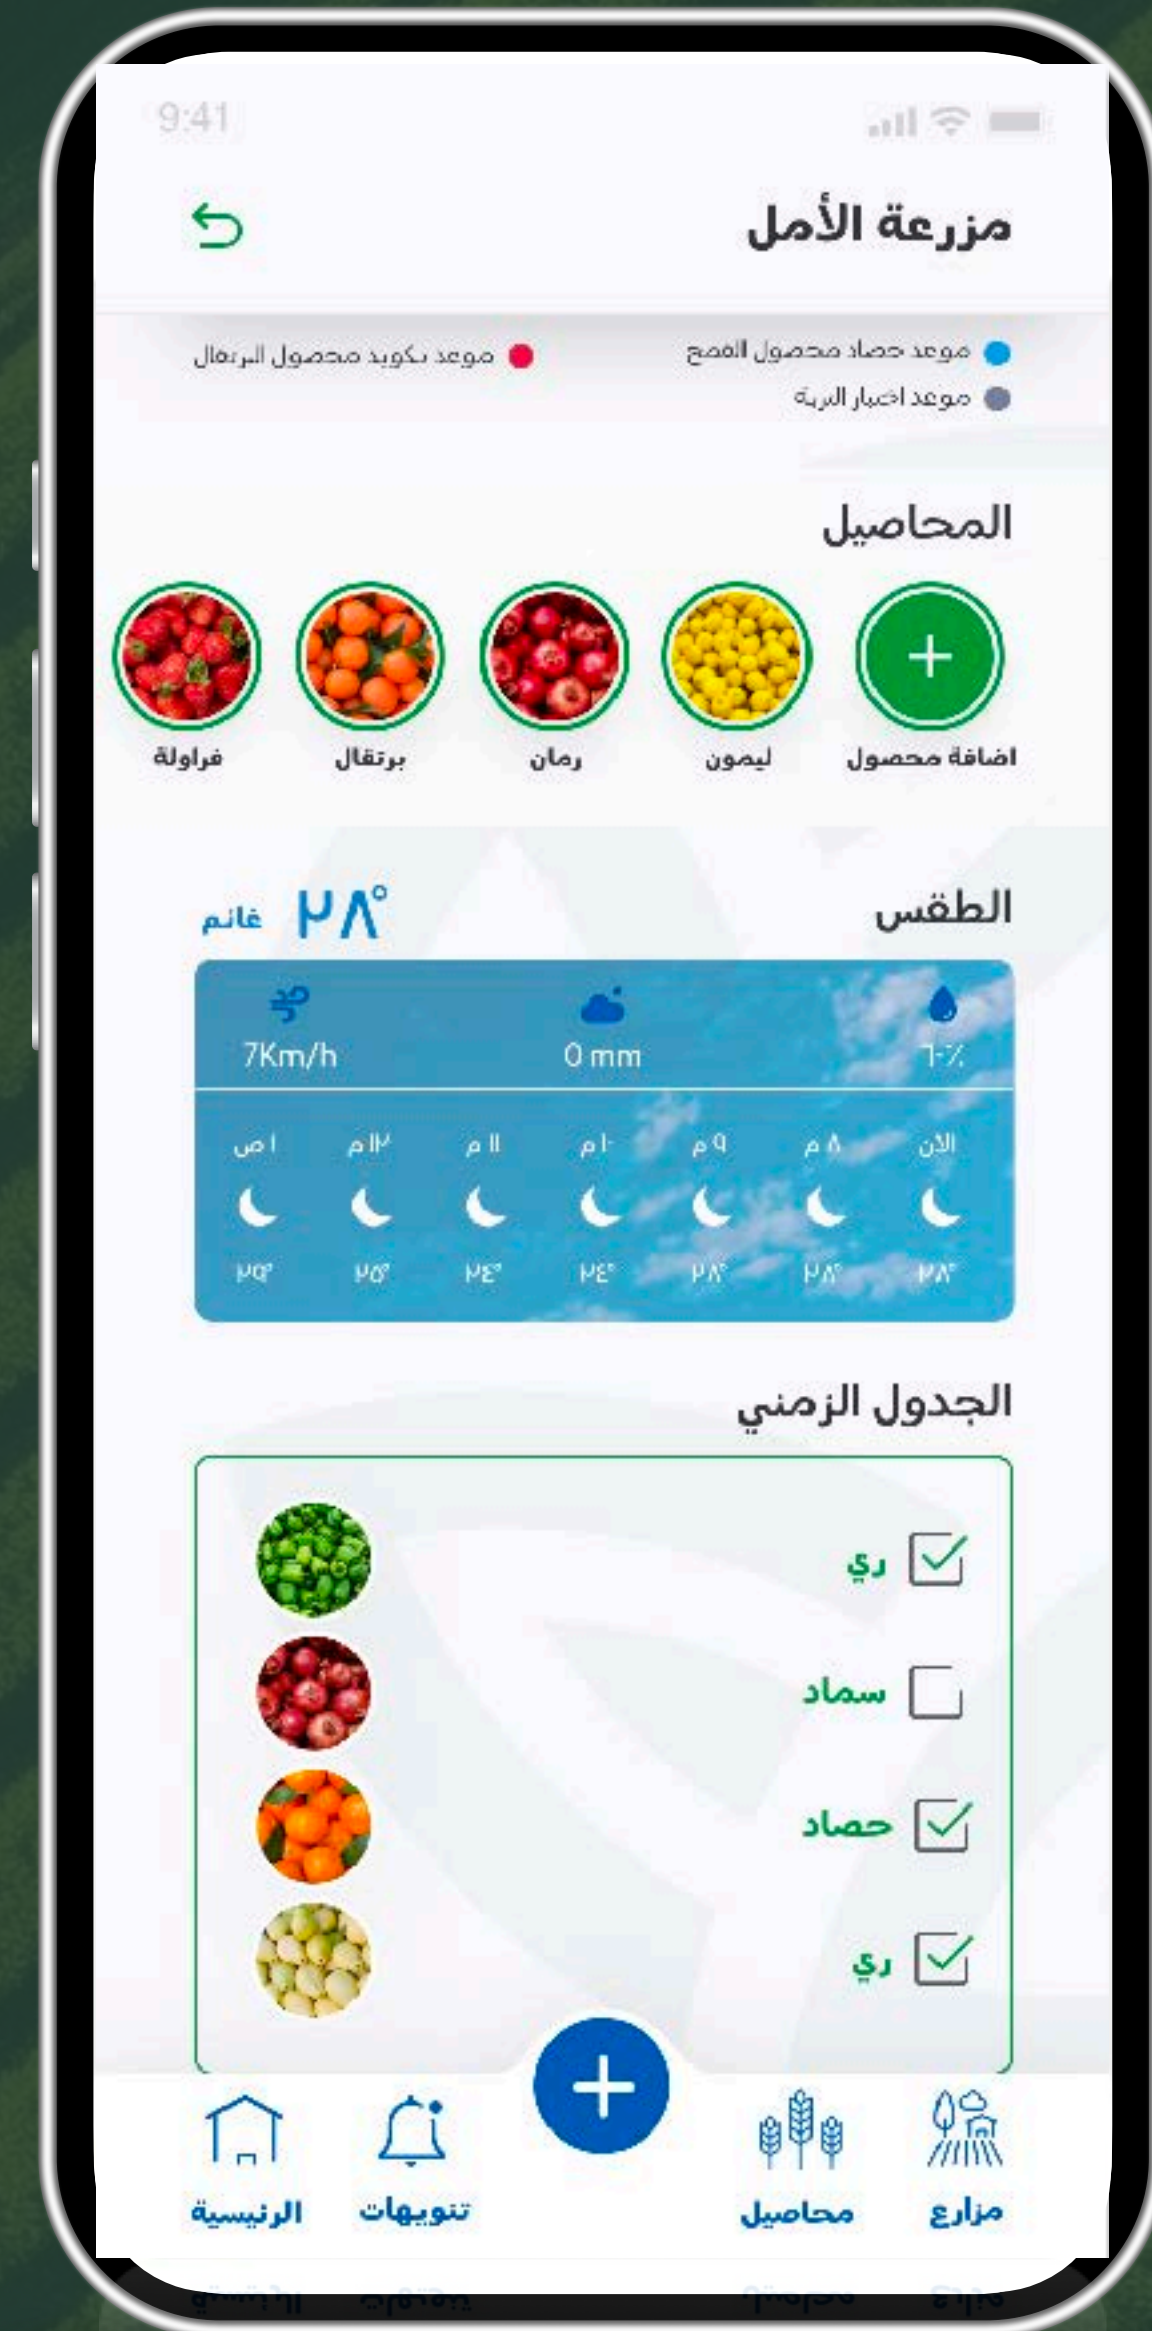 9:41
مزرعة الأمل
موعد حصاد محصول القمح
موعد تكويد محصول البرتقال
موعد اختبار التربة
المحاصيل
اضافة محصول
ليمون
رمان
برتقال
فراولة
الطقس
٢٨°
غائم
٦٠٪
0 mm
7Km/h
الآن ٨ م ٩ م ١٠ م ١١ م ١٢ م ١ ص
٢٨° ٢٨° ٢٨° ٢٤° ٢٤° ٢٥° ٢٩°
الجدول الزمني
ري
سماد
حصاد
ري
مزارع
محاصيل
تنويهات
الرئيسية